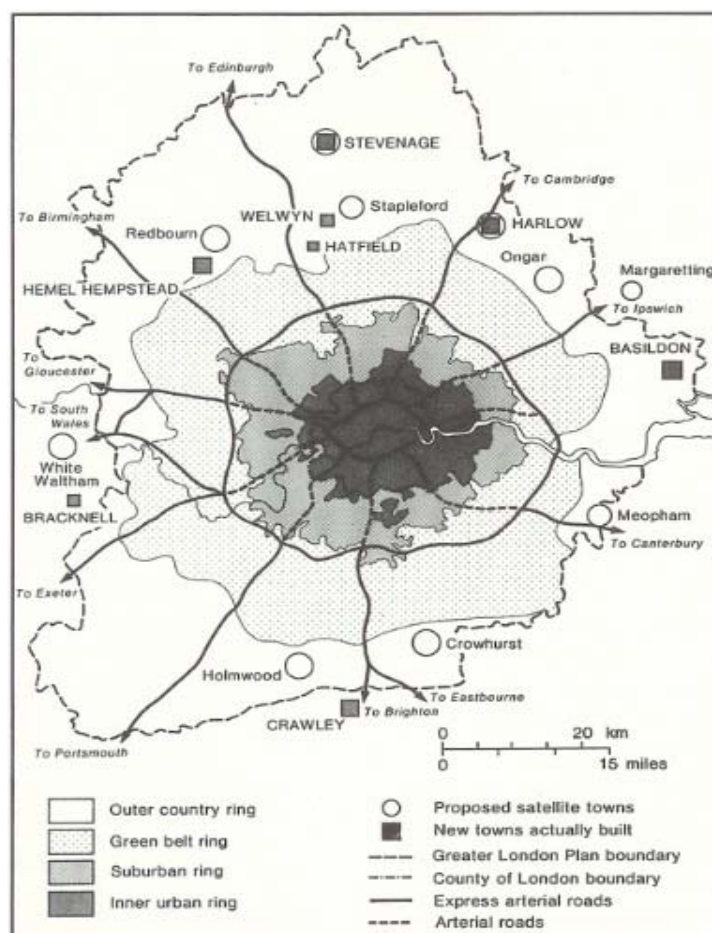 To Edinburgh
STEVENAGE
To Cambridge
Stapleford
WELWYN
To Birmingham
Redbourn
HARLOW
HATFIELD
Ongar
Margaretting
HEMEL HEMPSTEAD
To Ipswich
BASILDON
To
Gloucester
To South
Wales
White
Waltham
BRACKNELL
Meopham
To Canterbury
To Exeter
Crowhurst
Holmwood
To Eastbourne
CRAWLEY
To Brighton
To Portsmouth
0 20 km
0 15 miles
Outer country ring
Green belt ring
Suburban ring
Inner urban ring
Proposed satellite towns
New towns actually built
Greater London Plan boundary
County of London boundary
Express arterial roads
Arterial roads